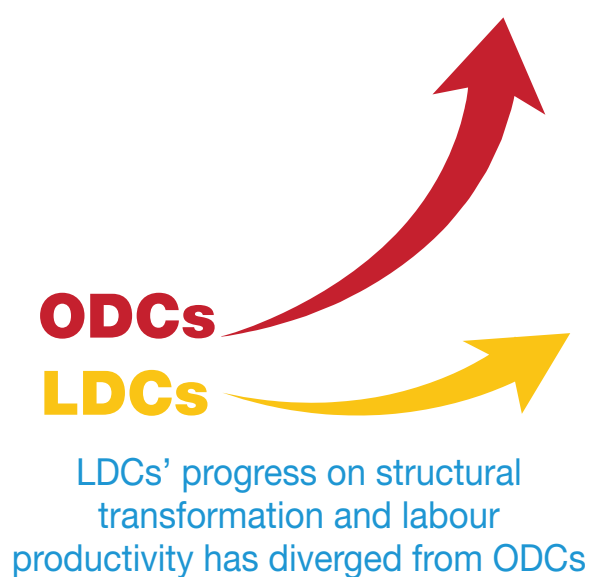 ODCs
LDCs
LDCs’ progress on structural
transformation and labour
productivity has diverged from ODCs